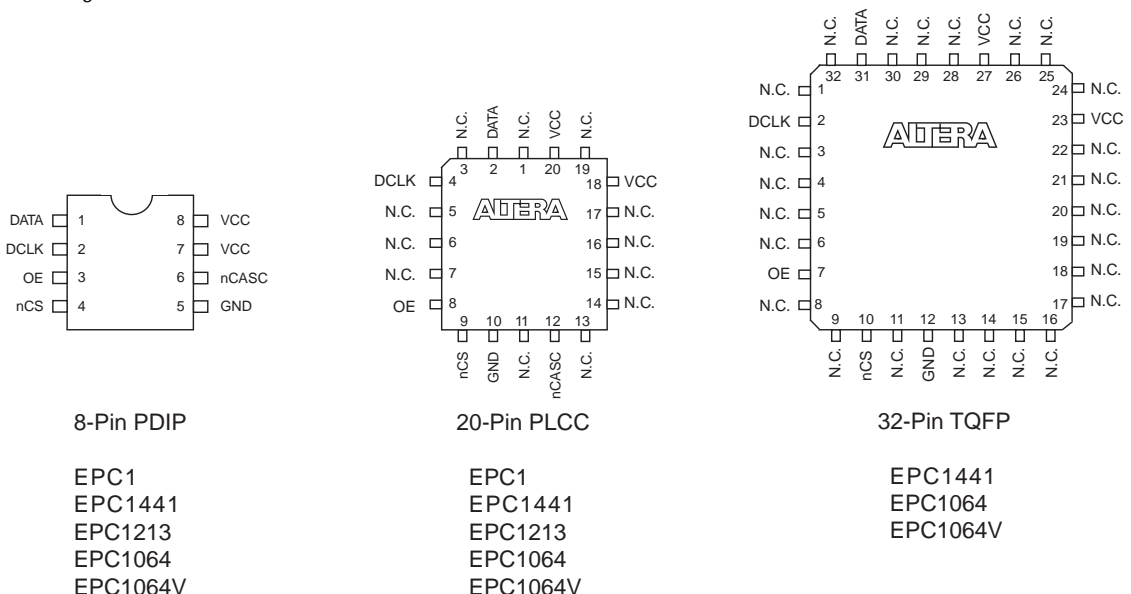 N.C.
DATA
N.C.
N.C.
N.C.
VCC
N.C.
N.C.
32 31 30 29 28 27 26 25
N.C. 1 24 N.C.
DCLK 2 23 VCC
N.C. 3 22 N.C.
N.C. 4 21 N.C.
N.C. 5 20 N.C.
N.C. 6 19 N.C.
OE 7 18 N.C.
N.C. 8 17 N.C.
ALTERA
9 10 11 12 13 14 15 16
N.C.
nCS
N.C.
GND
N.C.
N.C.
N.C.
N.C.
N.C.
DATA
N.C.
VCC
N.C.
3 2 1 20 19
DCLK 4 18 VCC
N.C. 5 17 N.C.
N.C. 6 16 N.C.
N.C. 7 15 N.C.
OE 8 14 N.C.
ALTERA
9 10 11 12 13
nCS
GND
N.C.
nCASC
N.C.
DATA 1 8 VCC
DCLK 2 7 VCC
OE 3 6 nCASC
nCS 4 5 GND
8-Pin PDIP
EPC1
EPC1441
EPC1213
EPC1064
EPC1064V
20-Pin PLCC
EPC1
EPC1441
EPC1213
EPC1064
EPC1064V
32-Pin TQFP
EPC1441
EPC1064
EPC1064V